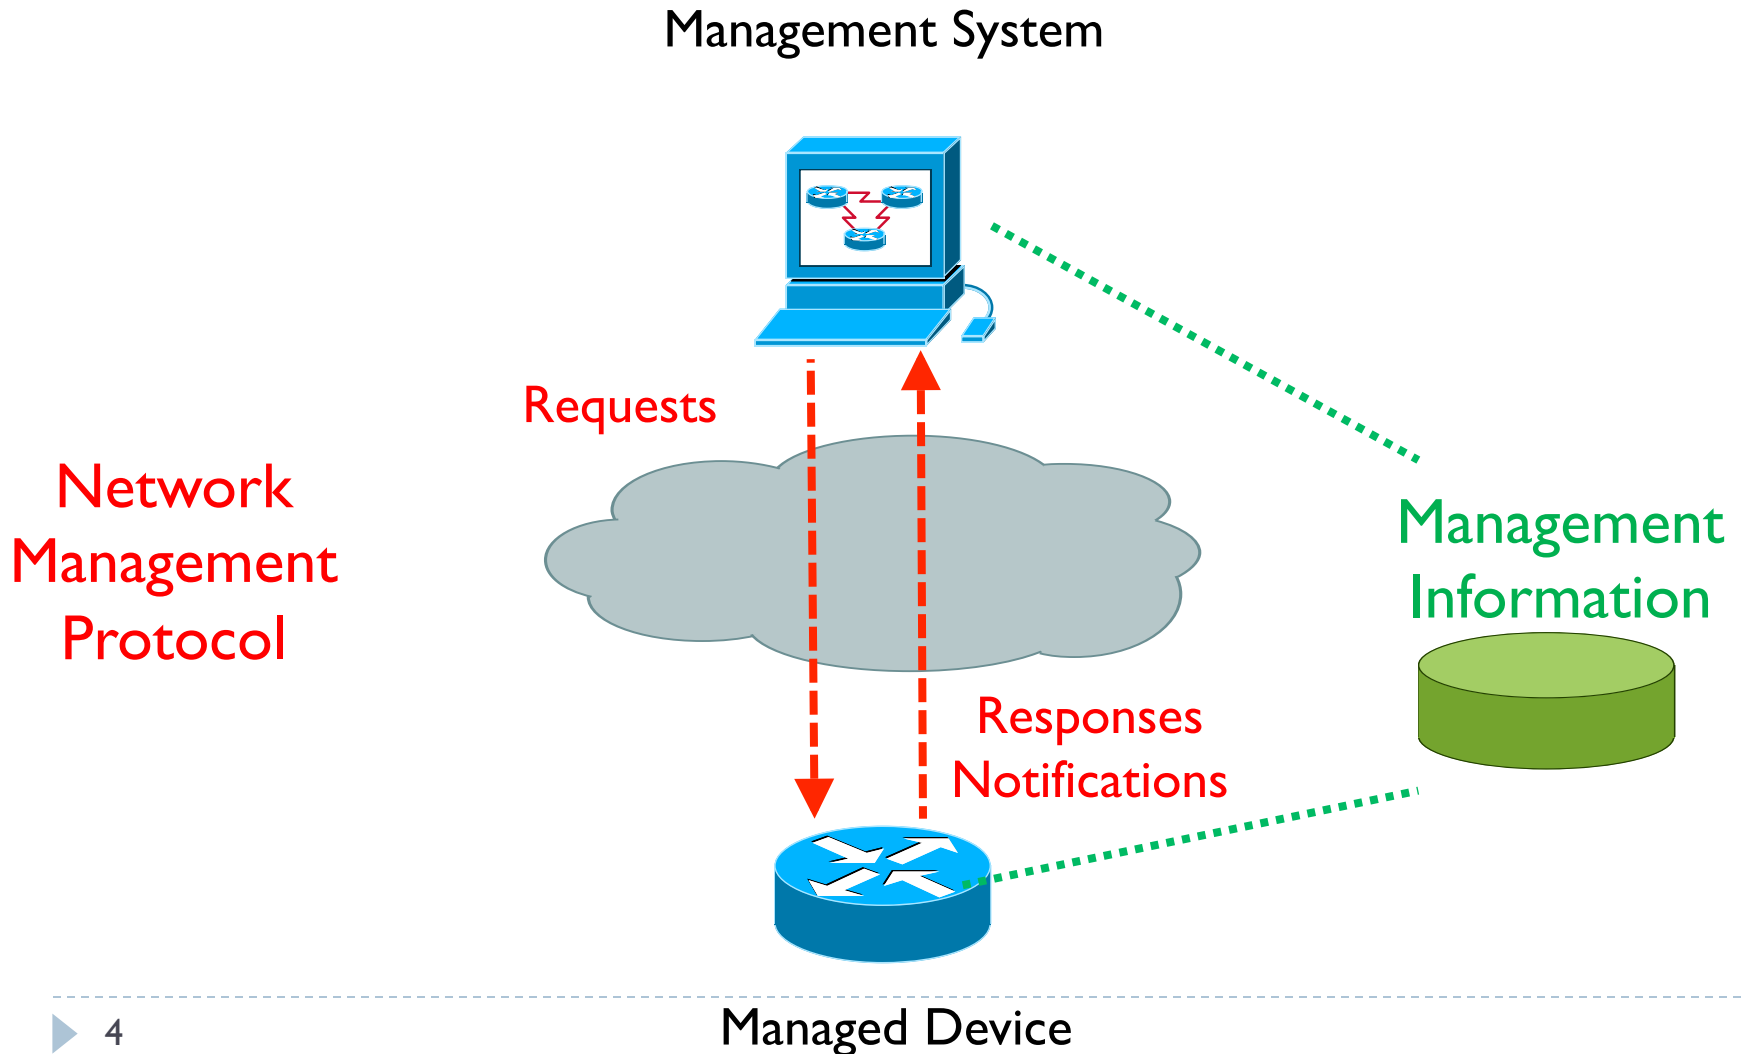 Management System
Requests
Network
Management
Protocol
Management
Information
Responses
Notifications
4
Managed Device